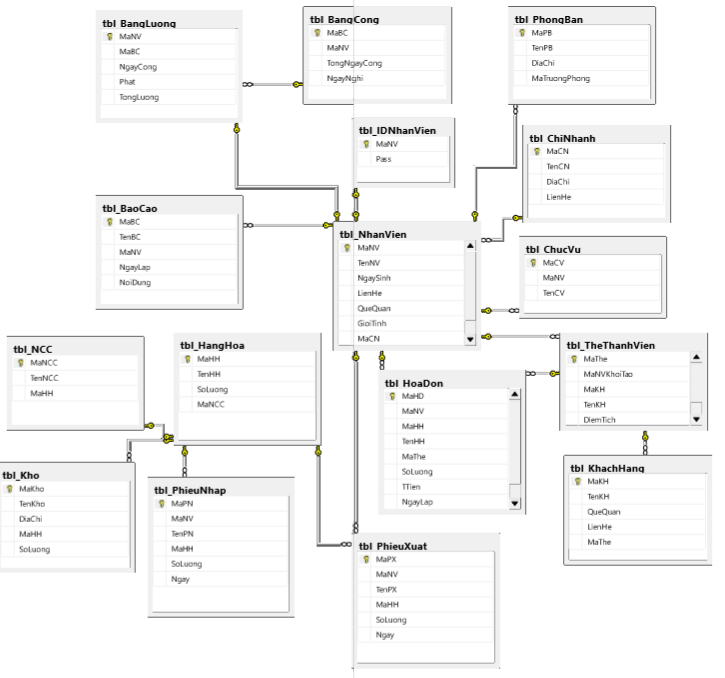 tbl_BangLuong
MaNV
MaBC
NgayCong
Phat
TongLuong
tbl_BangCong
MaBC
MaNV
TongNgayCong
NgayNghi
tbl_PhongBan
MaPB
TenPB
DiaChi
MaTruongPhong
tbl_IDNhanVien
MaNV
Pass
tbl_ChiNhanh
MaCN
TenCN
DiaChi
LienHe
tbl_BaoCao
MaBC
TenBC
MaNV
NgayLap
NoiDung
tbl_NhanVien
MaNV
TenNV
NgaySinh
LienHe
QueQuan
GioiTinh
MaCN
tbl_ChucVu
MaCV
MaNV
TenCV
tbl_NCC
MaNCC
TenNCC
MaHH
tbl_HangHoa
MaHH
TenHH
SoLuong
MaNCC
tbl_HoaDon
MaHD
MaNV
MaHH
TenHH
MaThe
SoLuong
TTien
NgayLap
tbl_TheThanhVien
MaThe
MaNVKhoiTao
MaKH
TenKH
DiemTich
tbl_Kho
MaKho
TenKho
DiaChi
MaHH
SoLuong
tbl_PhieuNhap
MaPN
MaNV
TenPN
MaHH
SoLuong
Ngay
tbl_KhachHang
MaKH
TenKH
QueQuan
LienHe
MaThe
tbl_PhieuXuat
MaPX
MaNV
TenPX
MaHH
SoLuong
Ngay